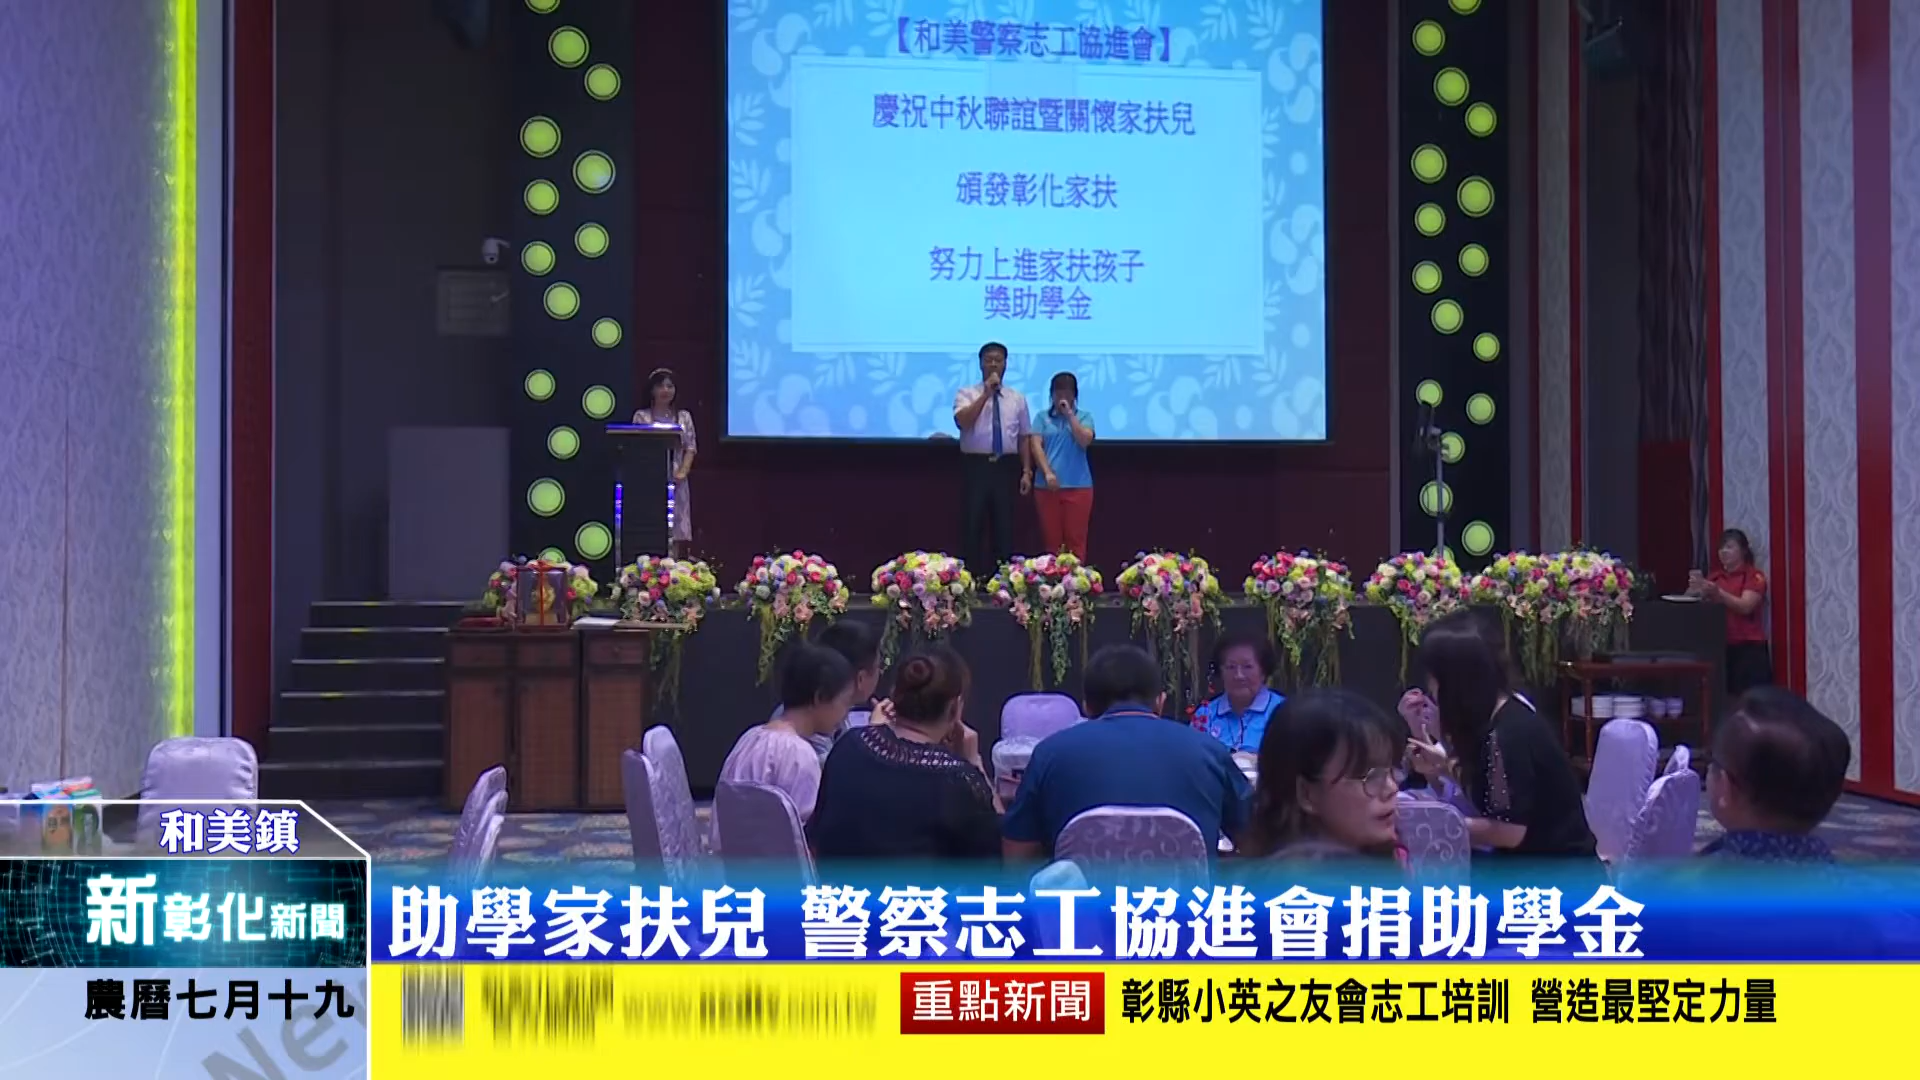 【和美警察志工協進會】
慶祝中秋聯誼暨關懷家扶兒
頒發彰化家扶
努力上進家扶孩子
獎助學金
和美鎮
新彰化新聞
助學家扶兒 警察志工協進會捐助學金
農曆七月十九
重點新聞
彰縣小英之友會志工培訓 營造最堅定力量